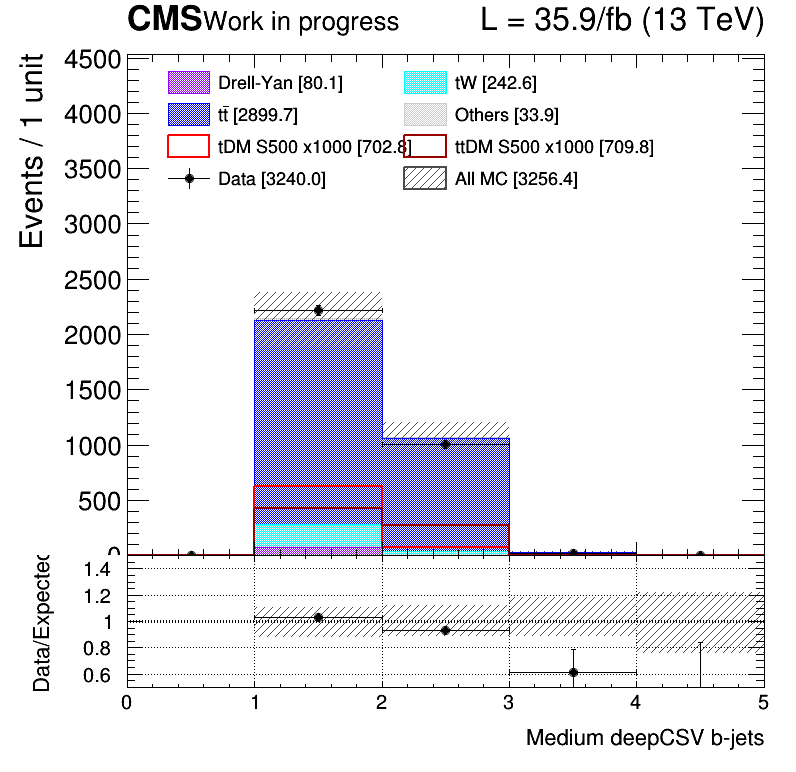 CMS Work in progress L = 35.9/fb (13 TeV)
Events / 1 unit
4500
4000
3500
3000
2500
2000
1500
1000
500
0
Drell-Yan [80.1] tW [242.6]
tt̄ [2899.7] Others [33.9]
tDM S500 x1000 [702.8] ttDM S500 x1000 [709.8]
Data [3240.0] All MC [3256.4]
Data/Expected
1.4
1.2
1
0.8
0.6
0 1 2 3 4 5
Medium deepCSV b-jets